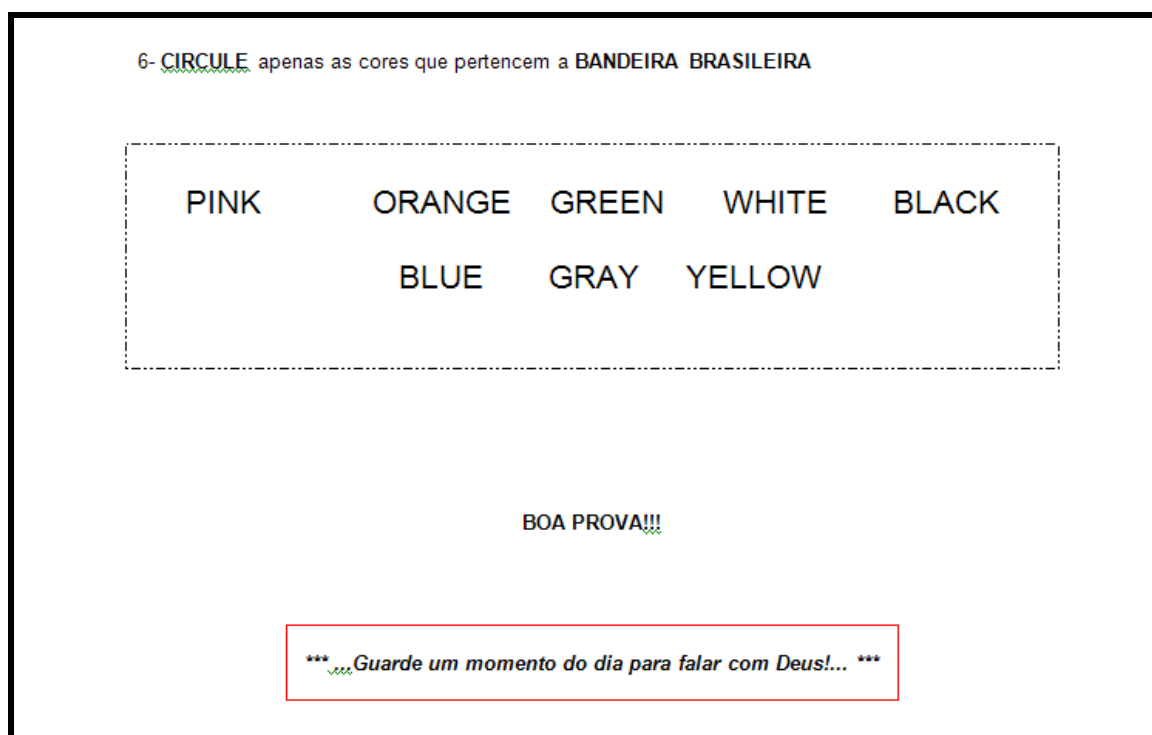 6- CIRCULE apenas as cores que pertencem a BANDEIRA BRASILEIRA
PINK ORANGE GREEN WHITE BLACK
BLUE GRAY YELLOW
BOA PROVA!!!
*** ,...Guarde um momento do dia para falar com Deus!... ***